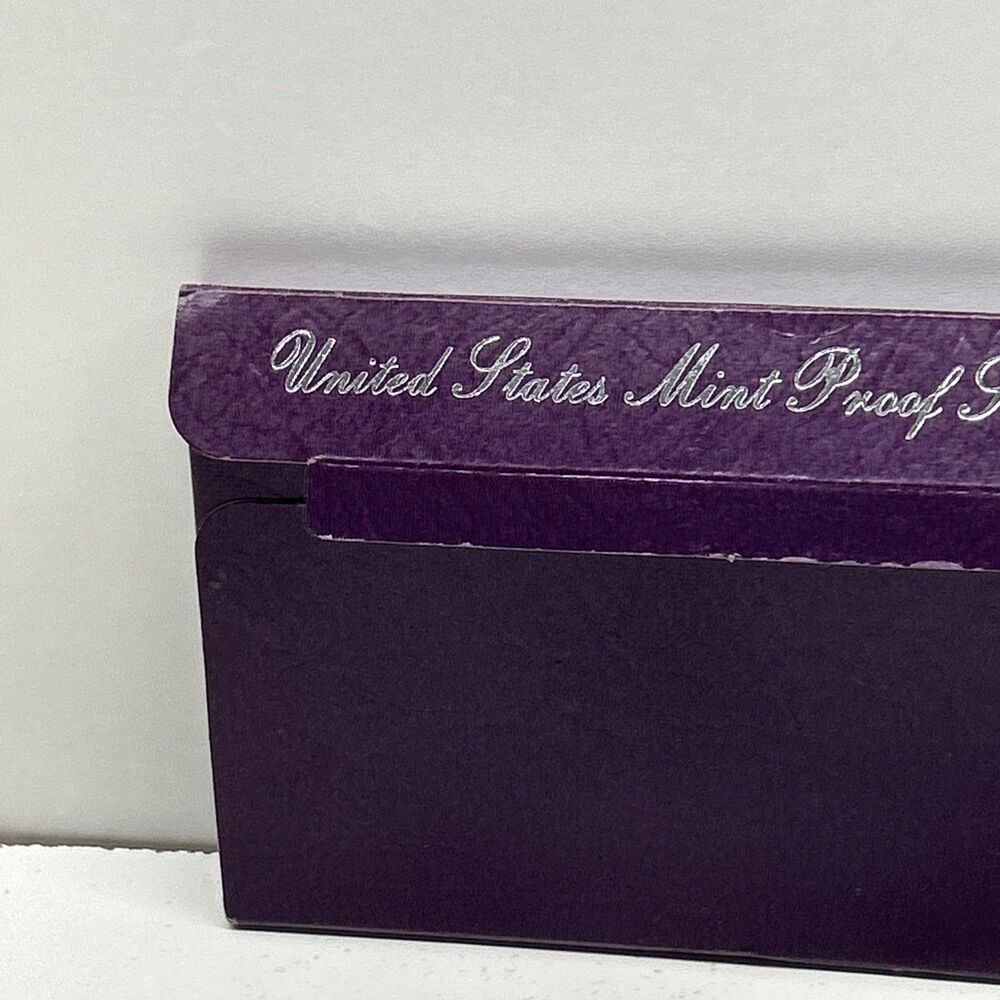 United States Mint Proof S